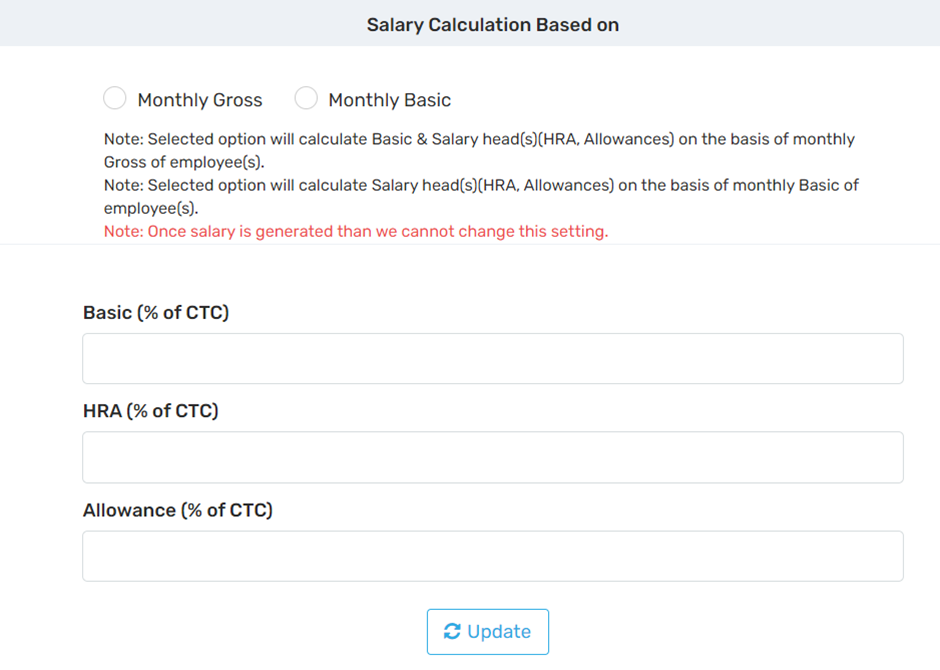 Salary Calculation Based on
Monthly Gross Monthly Basic
Note: Selected option will calculate Basic & Salary head(s)(HRA, Allowances) on the basis of monthly
Gross of employee(s).
Note: Selected option will calculate Salary head(s)(HRA, Allowances) on the basis of monthly Basic of
employee(s).
Note: Once salary is generated than we cannot change this setting.
Basic (% of CTC)
HRA (% of CTC)
Allowance (% of CTC)
Update